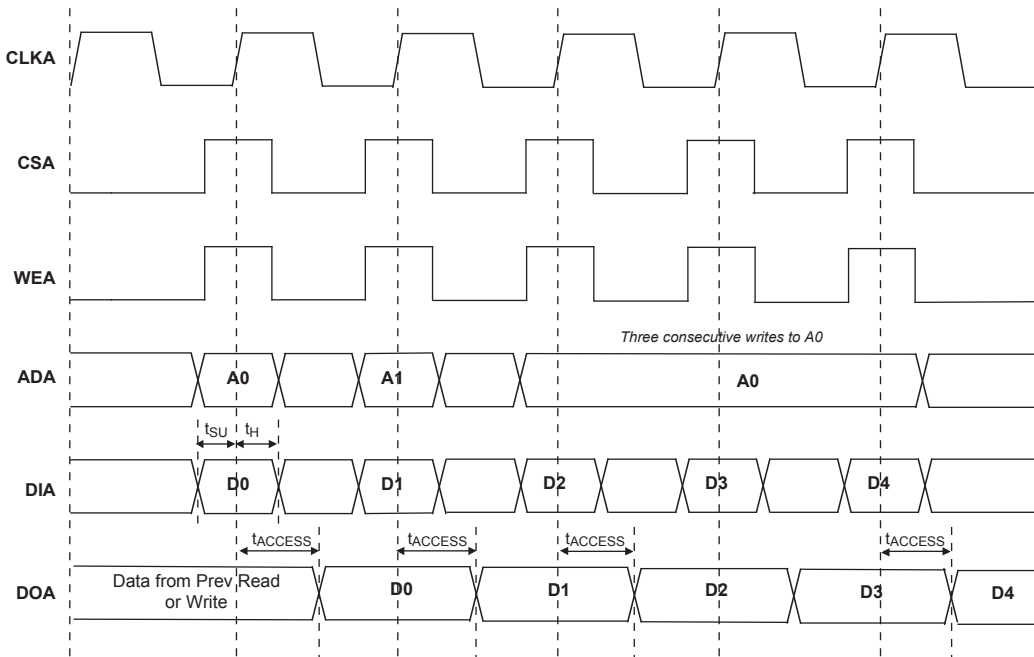 CLKA
CSA
WEA
Three consecutive writes to A0
ADA
A0
A1
A0
tSU
tH
DIA
D0
D1
D2
D3
D4
tACCESS
tACCESS
tACCESS
tACCESS
DOA
Data from Prev Read
or Write
D0
D1
D2
D3
D4